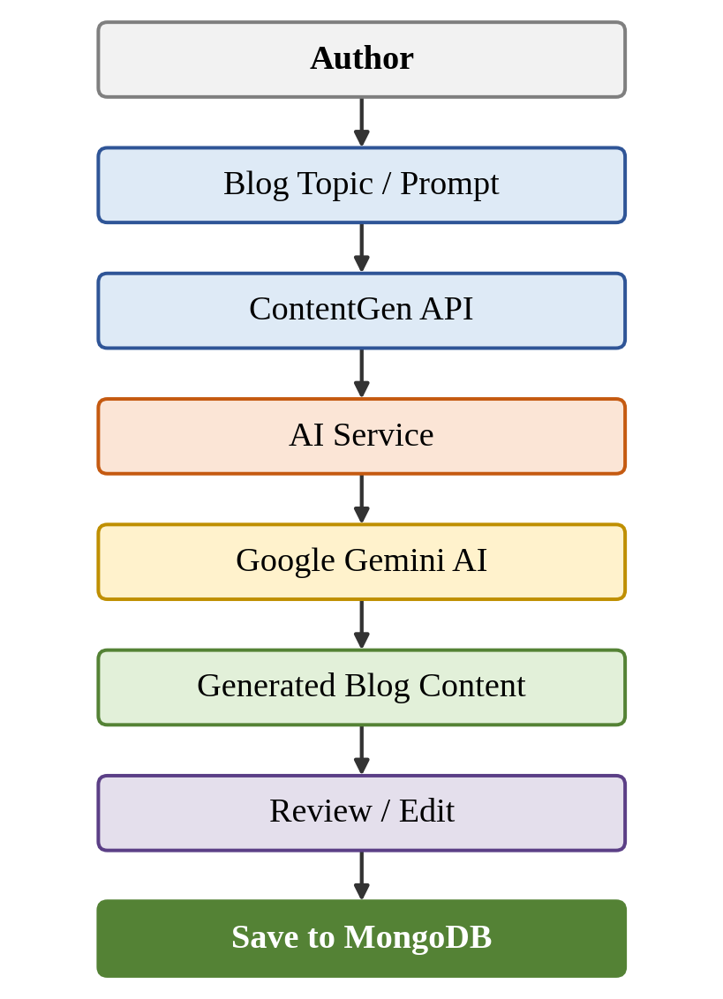 Author
Blog Topic / Prompt
ContentGen API
AI Service
Google Gemini AI
Generated Blog Content
Review / Edit
Save to MongoDB